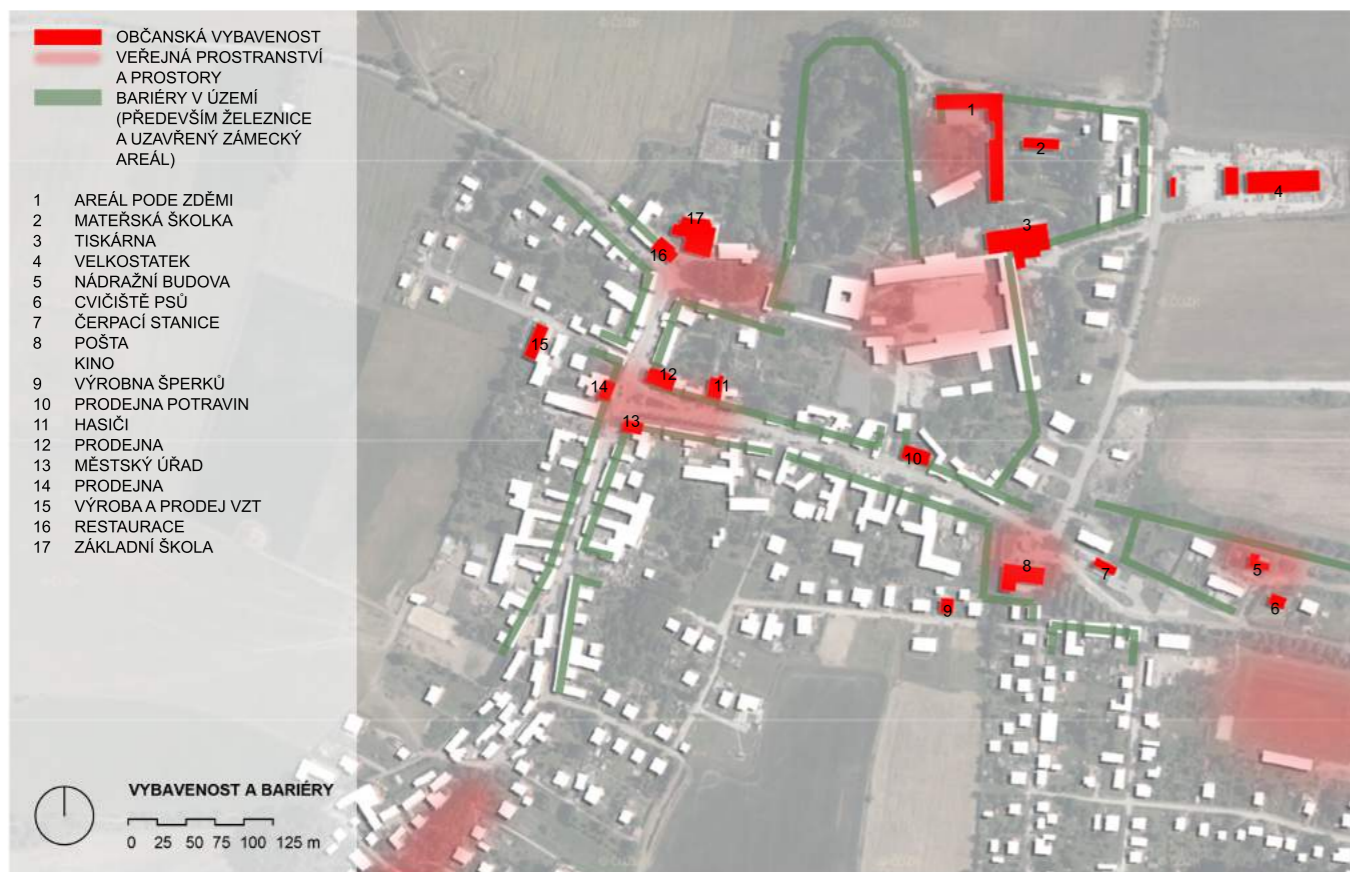 OBČANSKÁ VYBAVENOST
VEŘEJNÁ PROSTRANSTVÍ
A PROSTORY
BARIÉRY V ÚZEMÍ
(PŘEDEVŠÍM ŽELEZNICE
A UZAVŘENÝ ZÁMECKÝ
AREÁL)
1 AREÁL PODE ZDĚMI
2 MATEŘSKÁ ŠKOLKA
3 TISKÁRNA
4 VELKOSTATEK
5 NÁDRAŽNÍ BUDOVA
6 CVIČIŠTĚ PSŮ
7 ČERPACÍ STANICE
8 POŠTA
KINO
9 VÝROBNA ŠPERKŮ
10 PRODEJNA POTRAVIN
11 HASIČI
12 PRODEJNA
13 MĚSTSKÝ ÚŘAD
14 PRODEJNA
15 VÝROBA A PRODEJ VZT
16 RESTAURACE
17 ZÁKLADNÍ ŠKOLA
1
2
4
17
3
16
15
12
14
11
13
10
8
7
5
9
6
VYBAVENOST A BARIÉRY
0 25 50 75 100 125 m